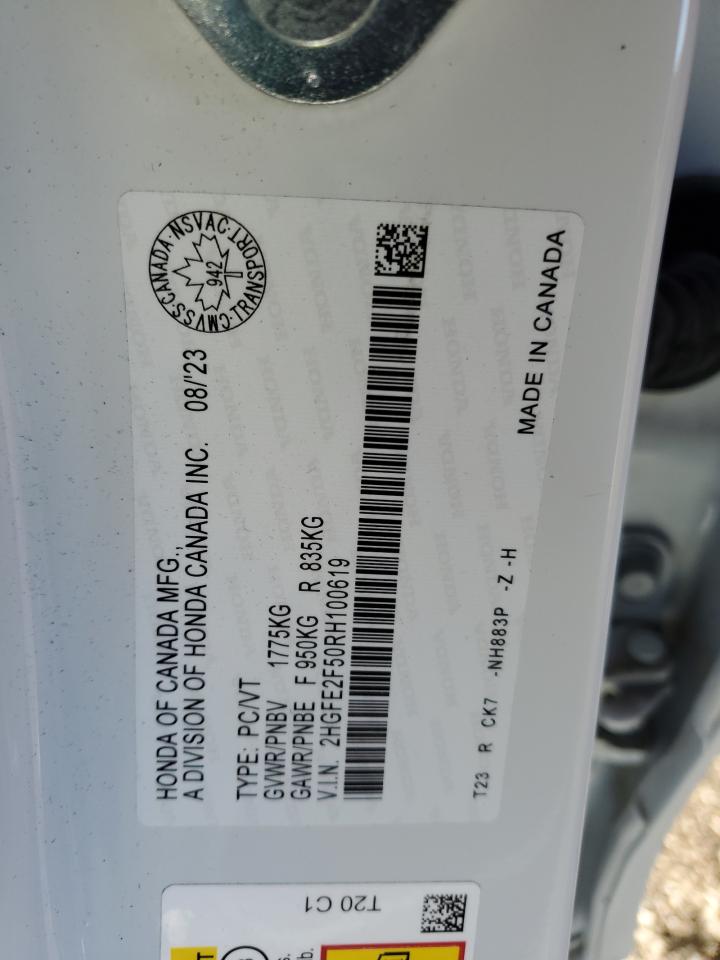 HONDA OF CANADA MFG.,
A DIVISION OF HONDA CANADA INC. 08/'23
CMVSS·CANADA·NSVAC·TRANSPORT·C
942
TYPE: PC/VT
GVWR/PNBV 1775KG
GAWR/PNBE F 950KG R 835KG
V.I.N. 2HGFE2F50RH100619
T23 R CK7 -NH883P -Z -H
MADE IN CANADA
T20 C1